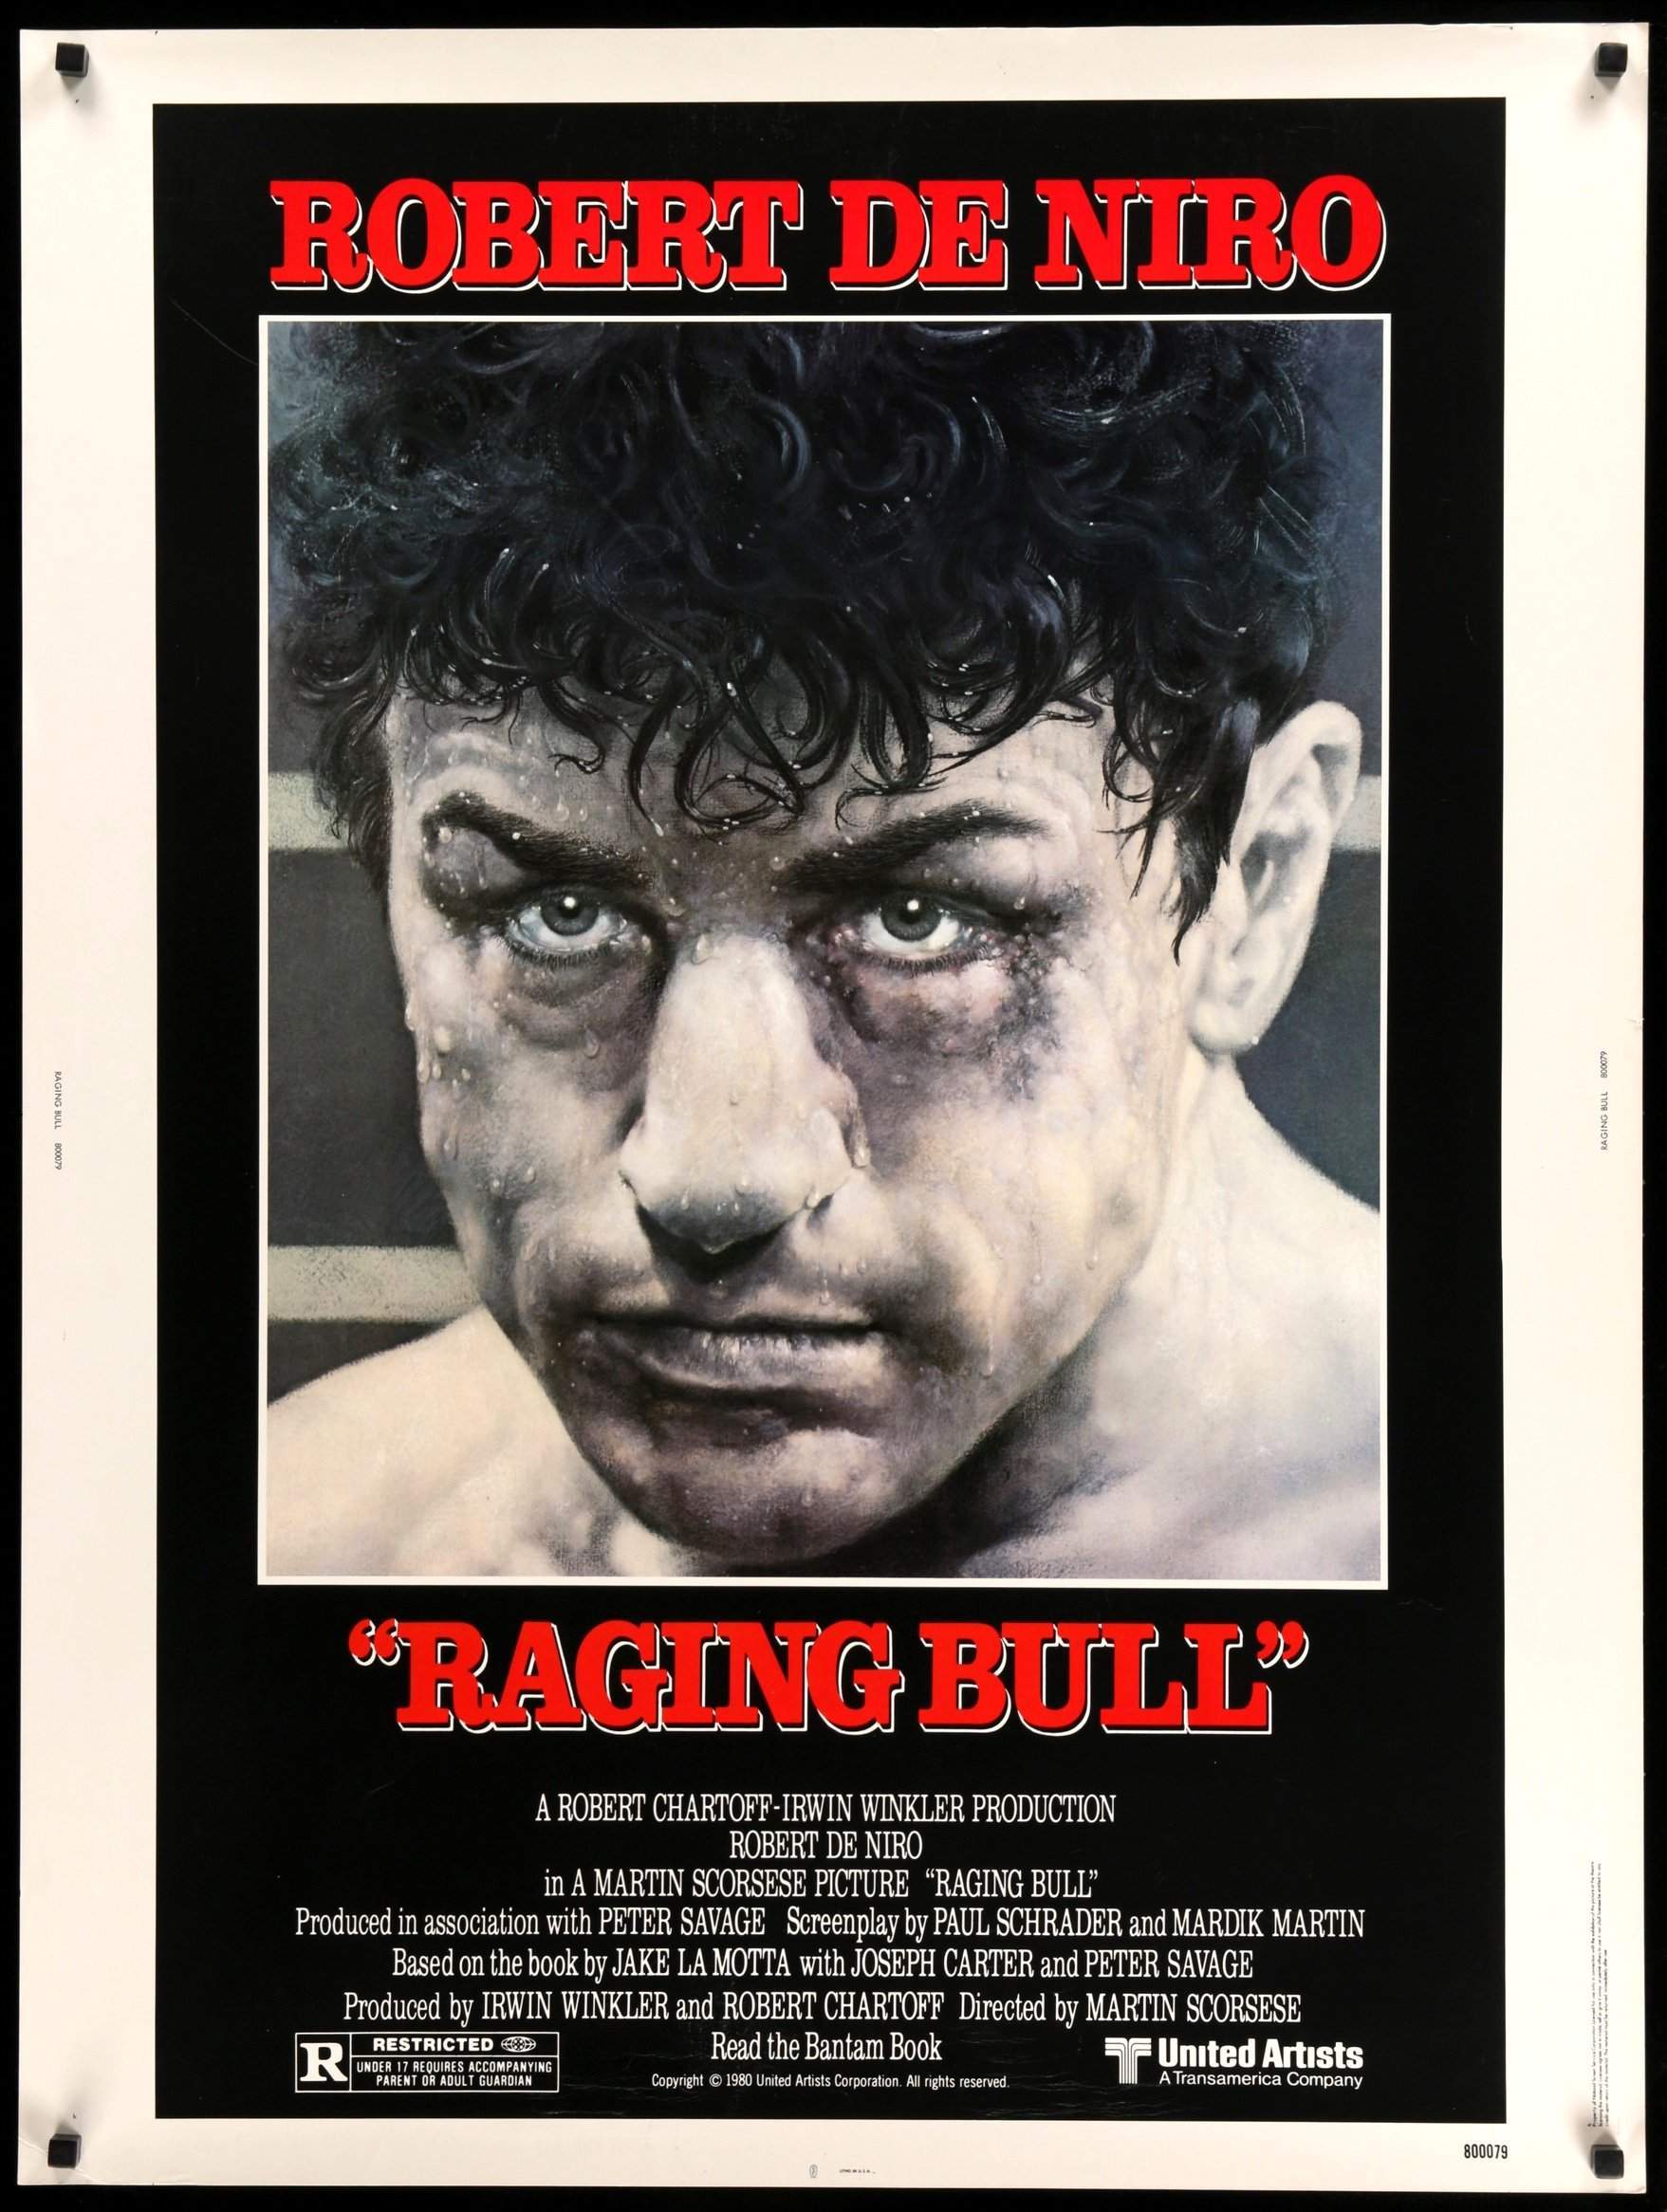 ROBERT DE NIRO
“RAGING BULL”
A ROBERT CHARTOFF-IRWIN WINKLER PRODUCTION
ROBERT DE NIRO
in A MARTIN SCORSESE PICTURE “RAGING BULL”
Produced in association with PETER SAVAGE Screenplay by PAUL SCHRADER and MARDIK MARTIN
Based on the book by JAKE LA MOTTA with JOSEPH CARTER and PETER SAVAGE
Produced by IRWIN WINKLER and ROBERT CHARTOFF Directed by MARTIN SCORSESE
R
RESTRICTED
UNDER 17 REQUIRES ACCOMPANYING
PARENT OR ADULT GUARDIAN
Read the Bantam Book
Copyright © 1980 United Artists Corporation. All rights reserved.
United Artists
A Transamerica Company
RAGING BULL 800079
RAGING BULL 800079
800079